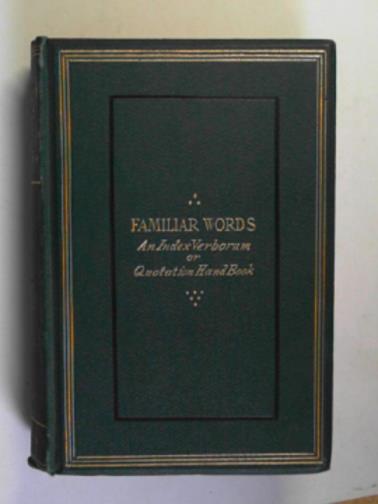 FAMILIAR WORDS
An Index Verborum
or
Quotation Hand Book